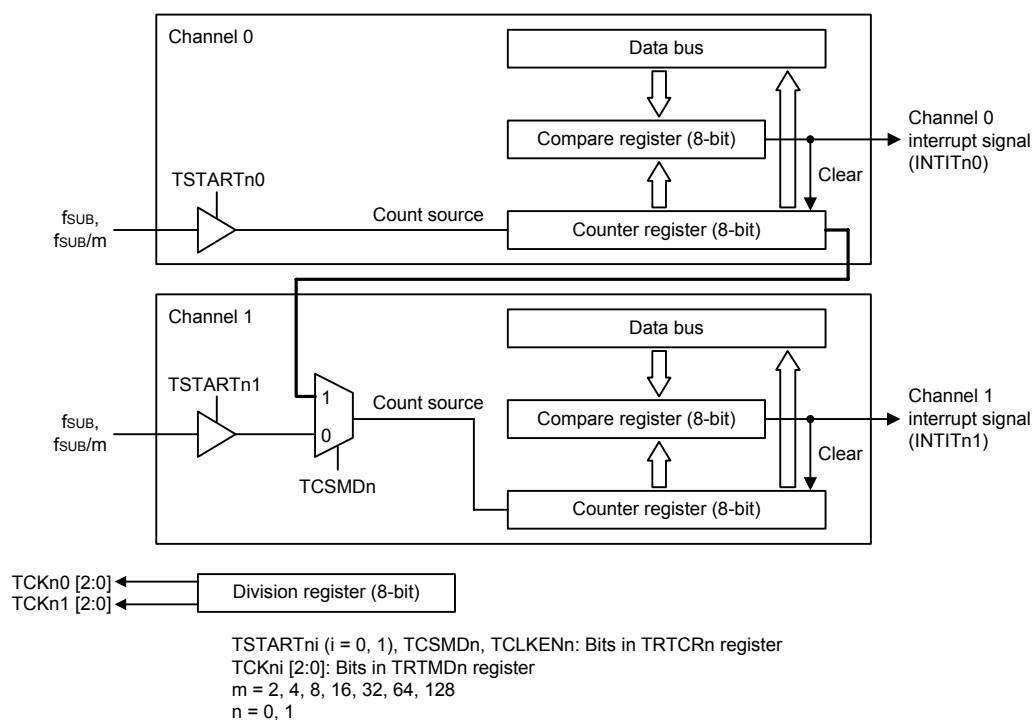 Channel 0
Data bus
Compare register (8-bit)
Channel 0
interrupt signal
(INTITn0)
Clear
TSTARTn0
fSUB,
fSUB/m
Count source
Counter register (8-bit)
Channel 1
Data bus
TSTARTn1
1
Count source
Compare register (8-bit)
Channel 1
interrupt signal
(INTITn1)
fSUB,
fSUB/m
0
Clear
TCSMDn
Counter register (8-bit)
TCKn0 [2:0]
TCKn1 [2:0]
Division register (8-bit)
TSTARTni (i = 0, 1), TCSMDn, TCLKENn: Bits in TRTCRn register
TCKni [2:0]: Bits in TRTMDn register
m = 2, 4, 8, 16, 32, 64, 128
n = 0, 1